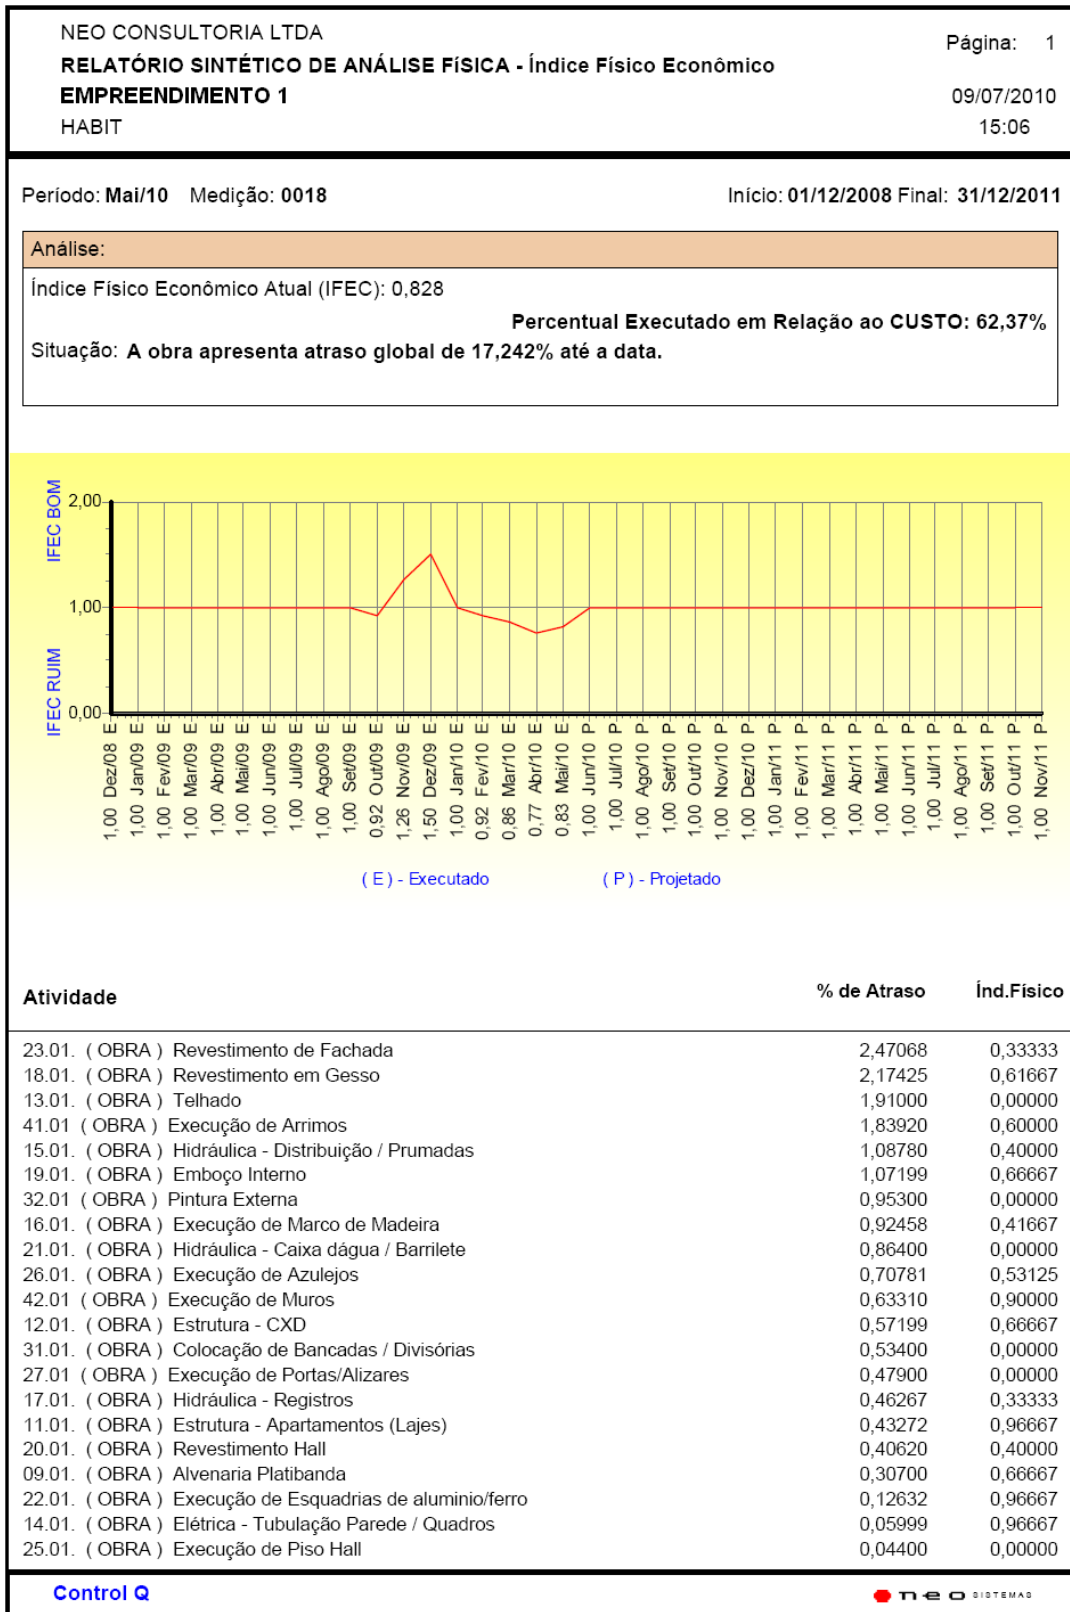 NEO CONSULTORIA LTDA
Página: 1
RELATÓRIO SINTÉTICO DE ANÁLISE FíSICA - Índice Físico Econômico
EMPREENDIMENTO 1
09/07/2010
HABIT
15:06
Período: Mai/10 Medição: 0018 Início: 01/12/2008 Final: 31/12/2011
Análise:
Índice Físico Econômico Atual (IFEC): 0,828
Percentual Executado em Relação ao CUSTO: 62,37%
Situação: A obra apresenta atraso global de 17,242% até a data.
IFEC BOM
IFEC RUIM
2,00
1,00
0,00
1,00 Dez/08 E
1,00 Jan/09 E
1,00 Fev/09 E
1,00 Mar/09 E
1,00 Abr/09 E
1,00 Mai/09 E
1,00 Jun/09 E
1,00 Jul/09 E
1,00 Ago/09 E
1,00 Set/09 E
0,92 Out/09 E
1,26 Nov/09 E
1,50 Dez/09 E
1,00 Jan/10 E
0,92 Fev/10 E
0,86 Mar/10 E
0,77 Abr/10 E
0,83 Mai/10 E
1,00 Jun/10 P
1,00 Jul/10 P
1,00 Ago/10 P
1,00 Set/10 P
1,00 Out/10 P
1,00 Nov/10 P
1,00 Dez/10 P
1,00 Jan/11 P
1,00 Fev/11 P
1,00 Mar/11 P
1,00 Abr/11 P
1,00 Mai/11 P
1,00 Jun/11 P
1,00 Jul/11 P
1,00 Ago/11 P
1,00 Set/11 P
1,00 Out/11 P
1,00 Nov/11 P
( E ) - Executado ( P ) - Projetado
Atividade % de Atraso Índ.Físico
23.01. ( OBRA ) Revestimento de Fachada 2,47068 0,33333
18.01. ( OBRA ) Revestimento em Gesso 2,17425 0,61667
13.01. ( OBRA ) Telhado 1,91000 0,00000
41.01 ( OBRA ) Execução de Arrimos 1,83920 0,60000
15.01. ( OBRA ) Hidráulica - Distribuição / Prumadas 1,08780 0,40000
19.01. ( OBRA ) Emboço Interno 1,07199 0,66667
32.01 ( OBRA ) Pintura Externa 0,95300 0,00000
16.01. ( OBRA ) Execução de Marco de Madeira 0,92458 0,41667
21.01. ( OBRA ) Hidráulica - Caixa dágua / Barrilete 0,86400 0,00000
26.01. ( OBRA ) Execução de Azulejos 0,70781 0,53125
42.01 ( OBRA ) Execução de Muros 0,63310 0,90000
12.01. ( OBRA ) Estrutura - CXD 0,57199 0,66667
31.01. ( OBRA ) Colocação de Bancadas / Divisórias 0,53400 0,00000
27.01 ( OBRA ) Execução de Portas/Alizares 0,47900 0,00000
17.01. ( OBRA ) Hidráulica - Registros 0,46267 0,33333
11.01. ( OBRA ) Estrutura - Apartamentos (Lajes) 0,43272 0,96667
20.01. ( OBRA ) Revestimento Hall 0,40620 0,40000
09.01. ( OBRA ) Alvenaria Platibanda 0,30700 0,66667
22.01. ( OBRA ) Execução de Esquadrias de aluminio/ferro 0,12632 0,96667
14.01. ( OBRA ) Elétrica - Tubulação Parede / Quadros 0,05999 0,96667
25.01. ( OBRA ) Execução de Piso Hall 0,04400 0,00000
Control Q
neo SISTEMAS